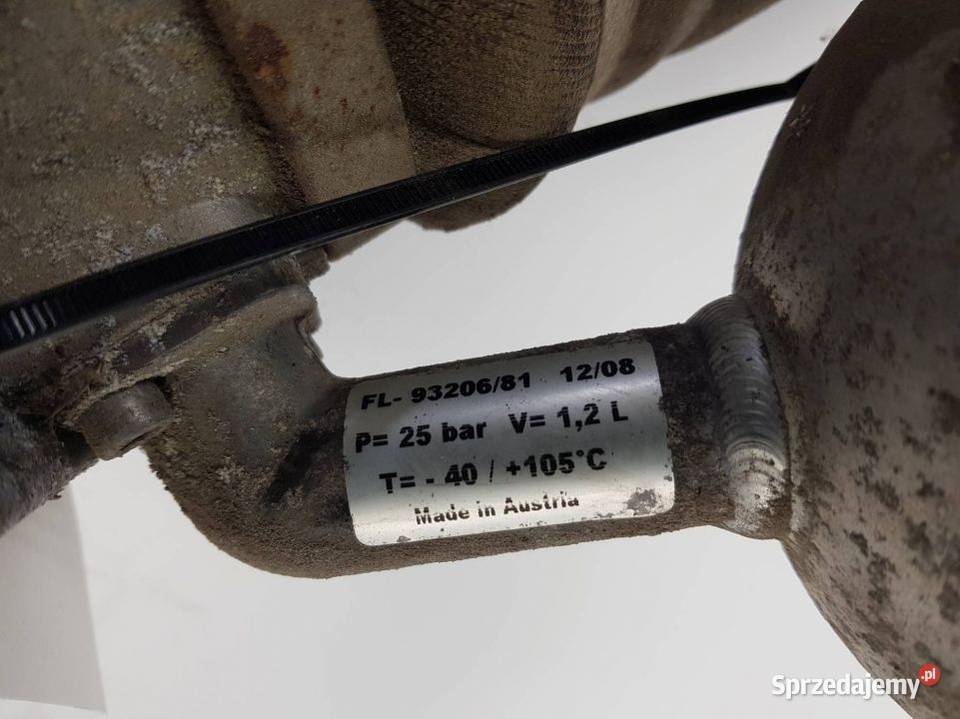 FL- 93206/81 12/08
P= 25 bar V= 1,2 L
T= - 40 / +105°C
Made in Austria
Sprzedajemy.pl